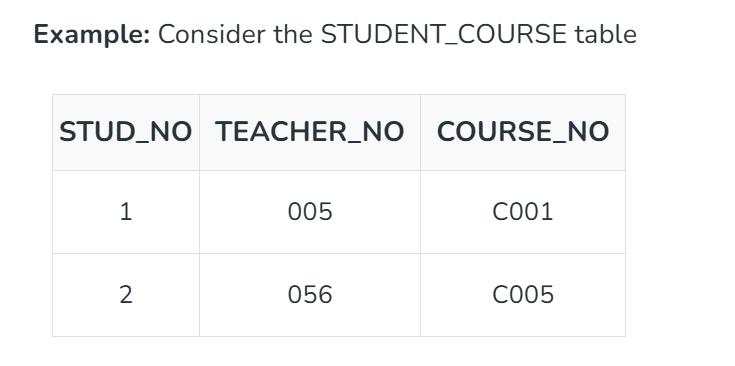 Example: Consider the STUDENT_COURSE table
STUD_NO TEACHER_NO COURSE_NO
1 005 C001
2 056 C005